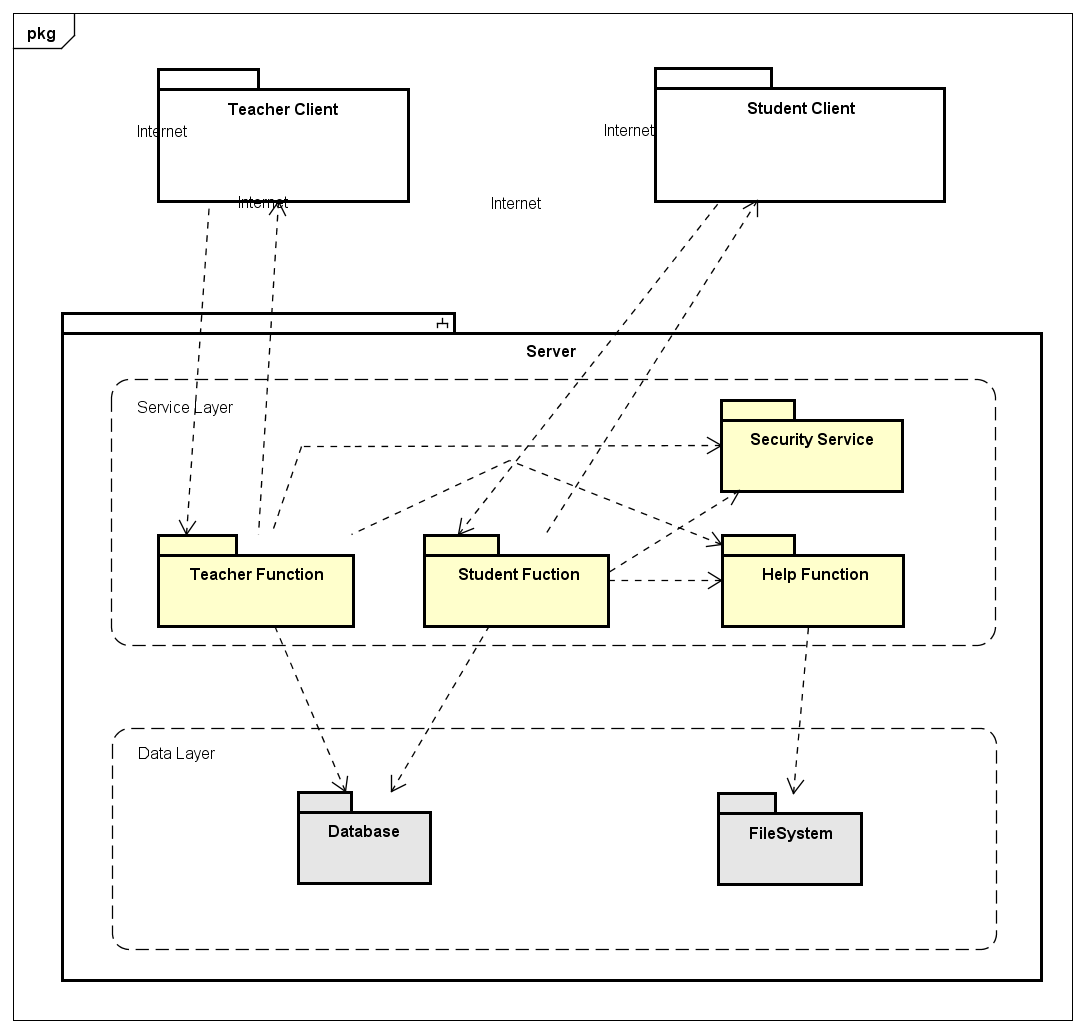 pkg
Teacher Client
Student Client
Internet
Internet
Internet
Internet
Server
Service Layer
Security Service
Teacher Function
Student Fuction
Help Function
Data Layer
Database
FileSystem